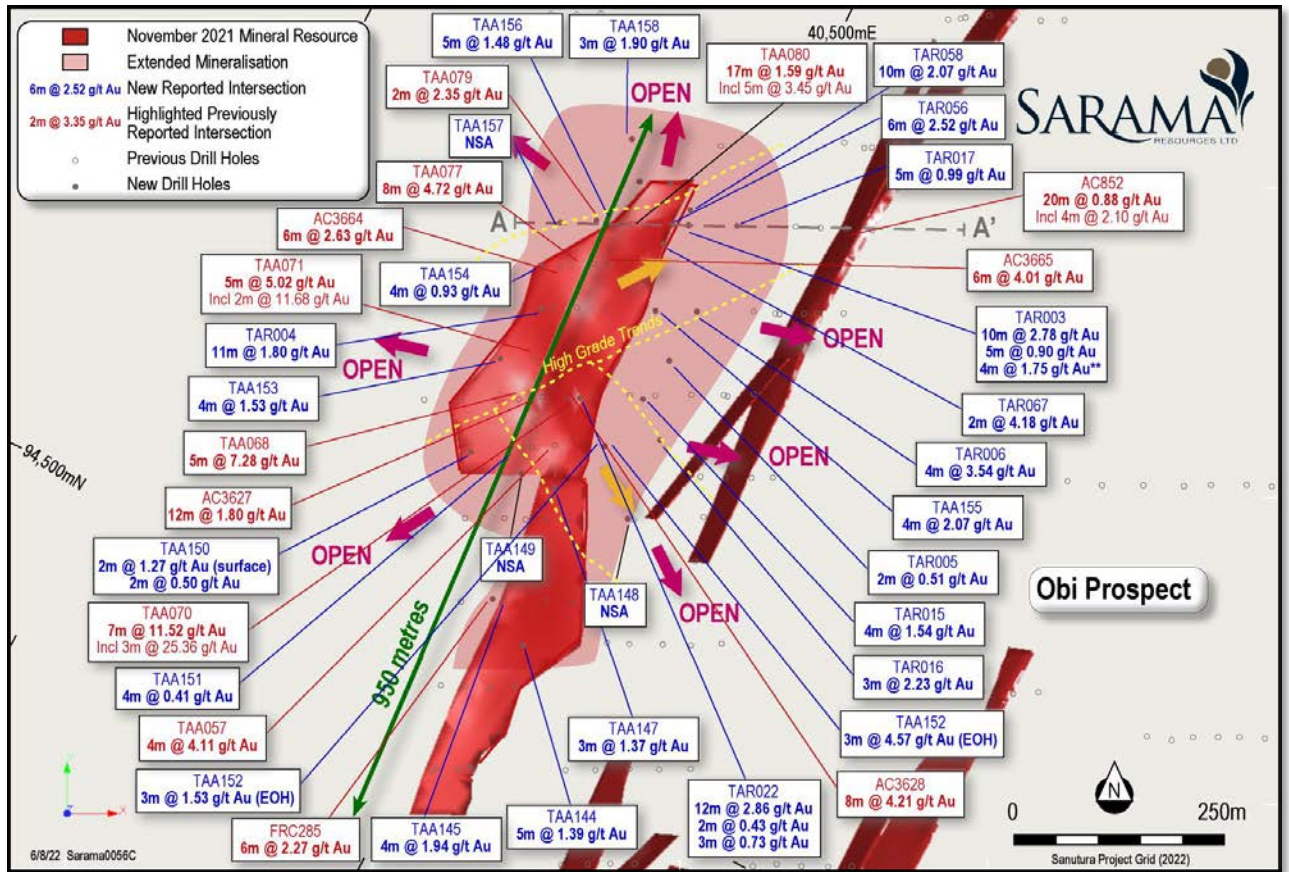 November 2021 Mineral Resource
Extended Mineralisation
6m @ 2.52 g/t Au New Reported Intersection
2m @ 3.35 g/t Au Highlighted Previously
Reported Intersection
Previous Drill Holes
New Drill Holes
TAA156
5m @ 1.48 g/t Au
TAA158
3m @ 1.90 g/t Au
40,500mE
TAA080
17m @ 1.59 g/t Au
Incl 5m @ 3.45 g/t Au
TAR058
10m @ 2.07 g/t Au
SARAMA
RESOURCES LTD
TAA079
2m @ 2.35 g/t Au
OPEN
TAR056
6m @ 2.52 g/t Au
TAA157
NSA
TAR017
5m @ 0.99 g/t Au
TAA077
8m @ 4.72 g/t Au
AC852
20m @ 0.88 g/t Au
Incl 4m @ 2.10 g/t Au
AC3664
6m @ 2.63 g/t Au
A
A'
TAA071
5m @ 5.02 g/t Au
Incl 2m @ 11.68 g/t Au
TAA154
4m @ 0.93 g/t Au
AC3665
6m @ 4.01 g/t Au
TAR004
11m @ 1.80 g/t Au
OPEN
High Grade Trends
OPEN
TAR003
10m @ 2.78 g/t Au
5m @ 0.90 g/t Au
4m @ 1.75 g/t Au**
TAA153
4m @ 1.53 g/t Au
TAR067
2m @ 4.18 g/t Au
94,500mN
TAA068
5m @ 7.28 g/t Au
OPEN
TAR006
4m @ 3.54 g/t Au
AC3627
12m @ 1.80 g/t Au
TAA155
4m @ 2.07 g/t Au
OPEN
TAA150
2m @ 1.27 g/t Au (surface)
2m @ 0.50 g/t Au
TAA149
NSA
TAA148
NSA
OPEN
TAR005
2m @ 0.51 g/t Au
Obi Prospect
TAA070
7m @ 11.52 g/t Au
Incl 3m @ 25.36 g/t Au
TAR015
4m @ 1.54 g/t Au
TAA151
4m @ 0.41 g/t Au
950 metres
TAR016
3m @ 2.23 g/t Au
TAA057
4m @ 4.11 g/t Au
TAA147
3m @ 1.37 g/t Au
TAA152
3m @ 4.57 g/t Au (EOH)
TAA152
3m @ 1.53 g/t Au (EOH)
TAR022
12m @ 2.86 g/t Au
2m @ 0.43 g/t Au
3m @ 0.73 g/t Au
AC3628
8m @ 4.21 g/t Au
FRC285
6m @ 2.27 g/t Au
TAA145
4m @ 1.94 g/t Au
TAA144
5m @ 1.39 g/t Au
N
0 250m
Sanutura Project Grid (2022)
6/8/22 Sarama0056C